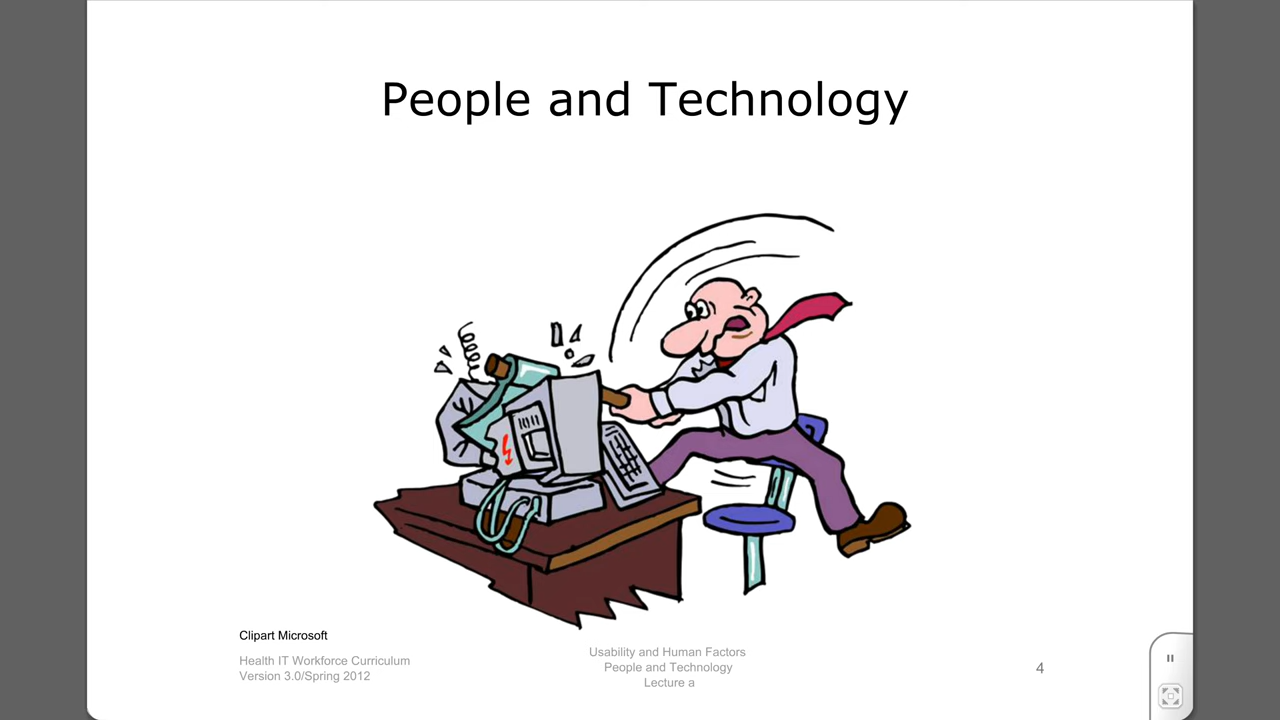 People and Technology
Clipart Microsoft
Health IT Workforce Curriculum
Version 3.0/Spring 2012
Usability and Human Factors
People and Technology
Lecture a
4